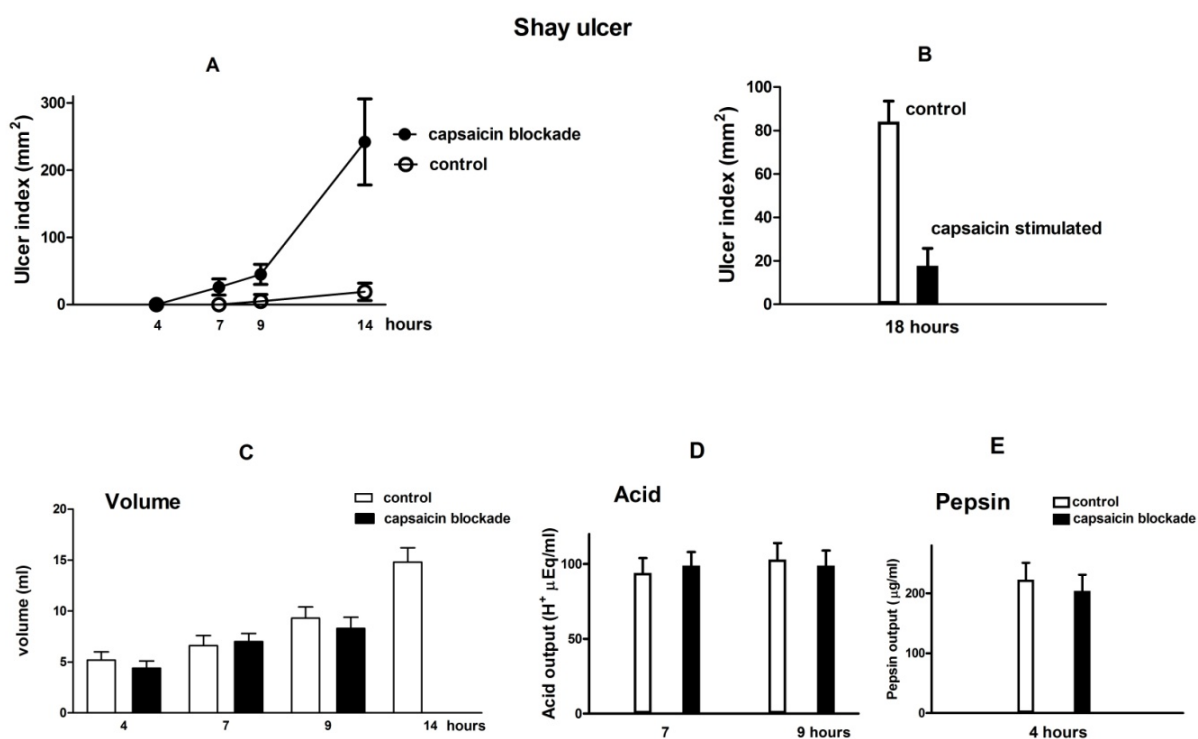 Shay ulcer
A
Ulcer index (mm²)
300
200
100
0
4 7 9 14 hours
capsaicin blockade
control
B
Ulcer index (mm²)
100
80
60
40
20
0
control
capsaicin stimulated
18 hours
C
Volume
control
capsaicin blockade
volume (ml)
20
15
10
5
0
4 7 9 14 hours
D
Acid
Acid output (H⁺ µEq/ml)
100
50
0
7 9 hours
E
Pepsin
control
capsaicin blockade
Pepsin output (µg/ml)
200
100
0
4 hours